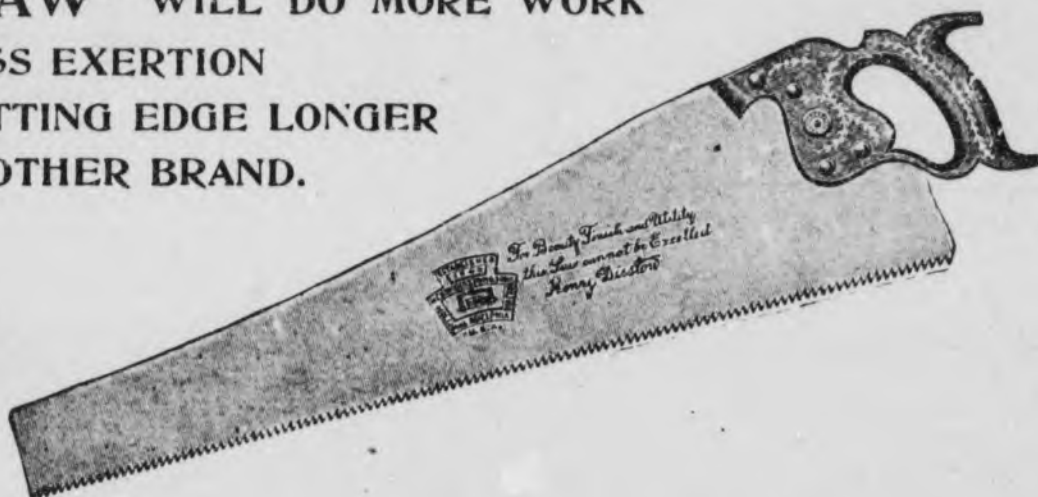 AW" WILL DO MORE WORK
SS EXERTION
TTING EDGE LONGER
OTHER BRAND.
For Beauty Finish and Utility
this Saw cannot be Excelled
Henry Disston